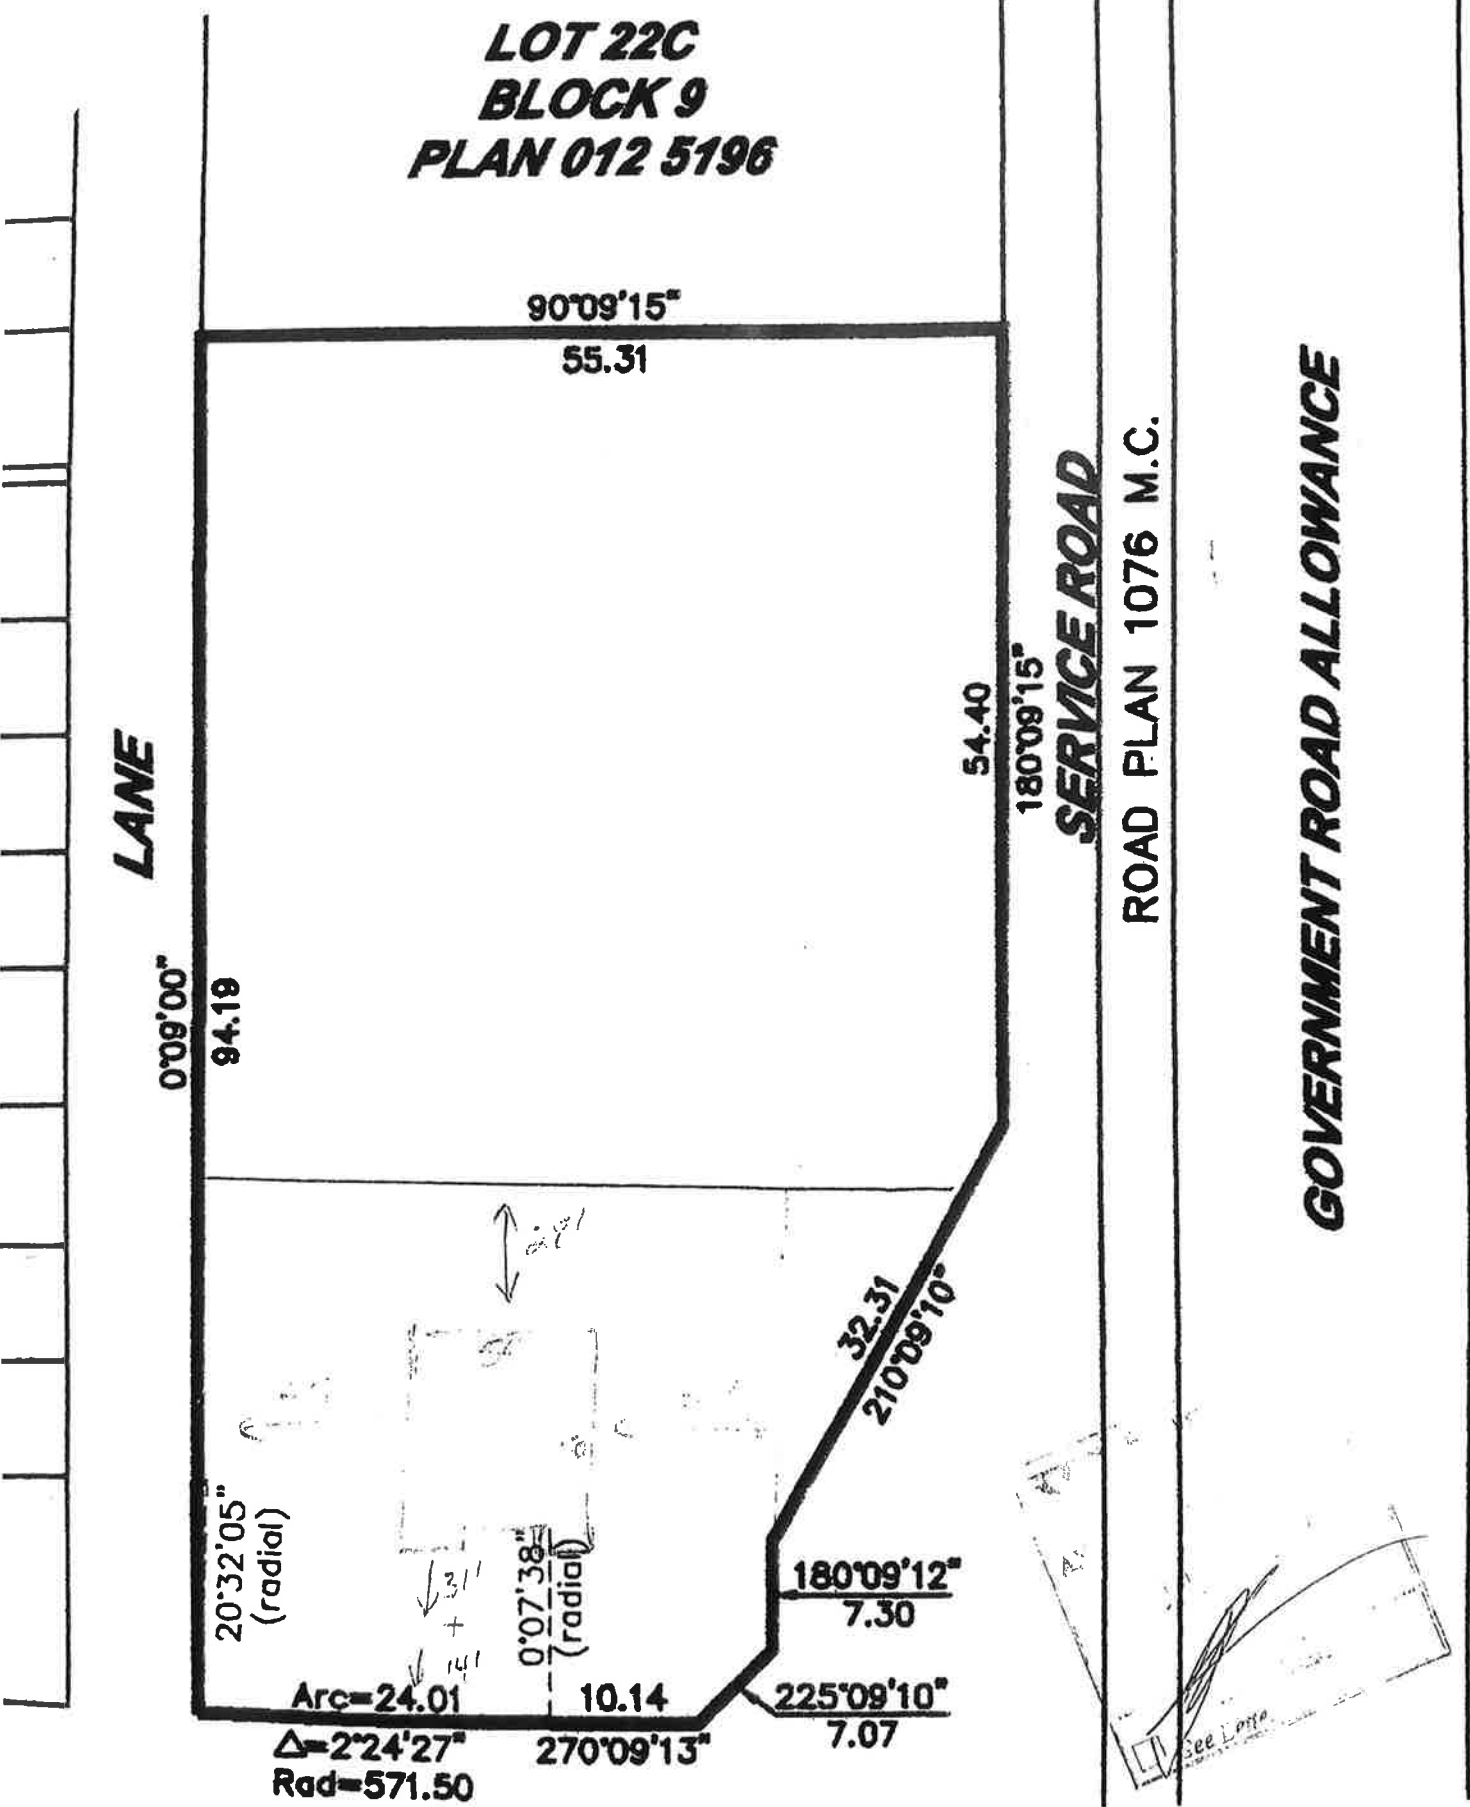 LOT 22C
BLOCK 9
PLAN 012 5196
90°09'15"
55.31
LANE
0°09'00"
94.19
54.40
180°09'15"
SERVICE ROAD
ROAD PLAN 1076 M.C.
GOVERNMENT ROAD ALLOWANCE
32.31
210°09'10"
20°32'05"
(radial)
31'
+
14'
0°07'38"
(radial)
180°09'12"
7.30
Arc=24.01
10.14
225°09'10"
7.07
Δ=2°24'27"
270°09'13"
Rad=571.50
See